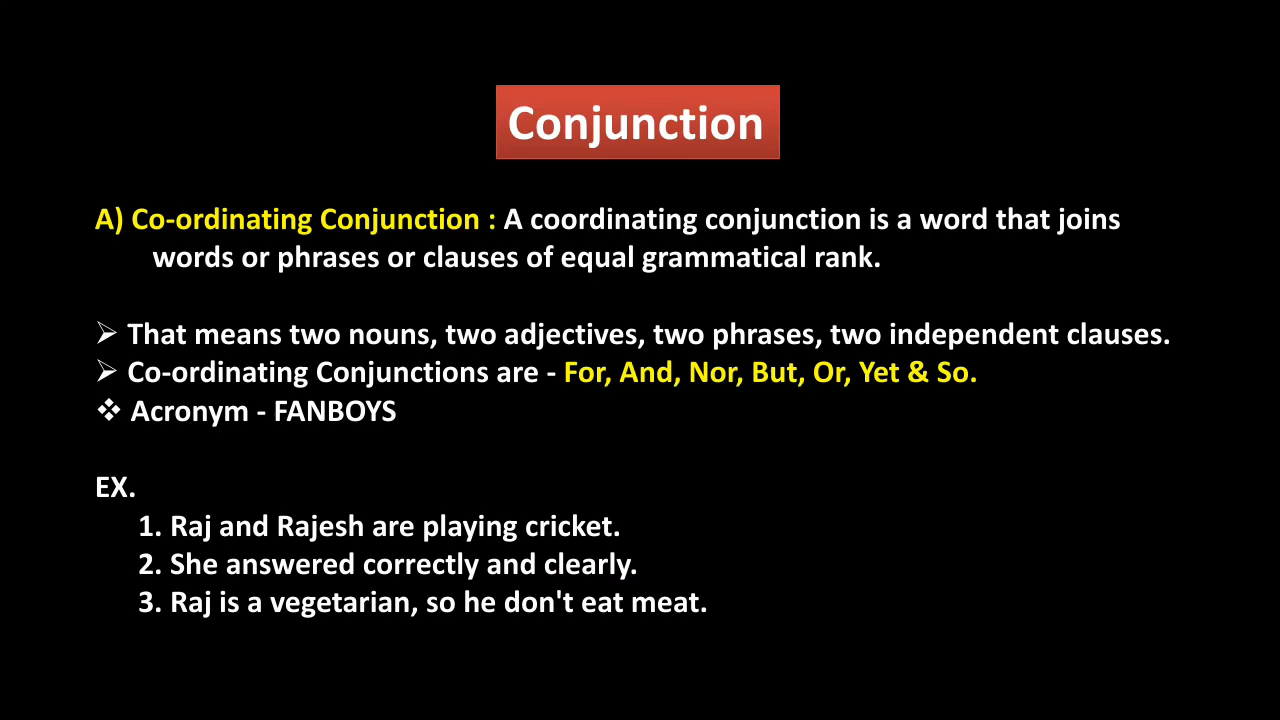 Conjunction
A) Co-ordinating Conjunction : A coordinating conjunction is a word that joins
words or phrases or clauses of equal grammatical rank.
➢ That means two nouns, two adjectives, two phrases, two independent clauses.
➢ Co-ordinating Conjunctions are - For, And, Nor, But, Or, Yet & So.
❖ Acronym - FANBOYS
EX.
1. Raj and Rajesh are playing cricket.
2. She answered correctly and clearly.
3. Raj is a vegetarian, so he don't eat meat.